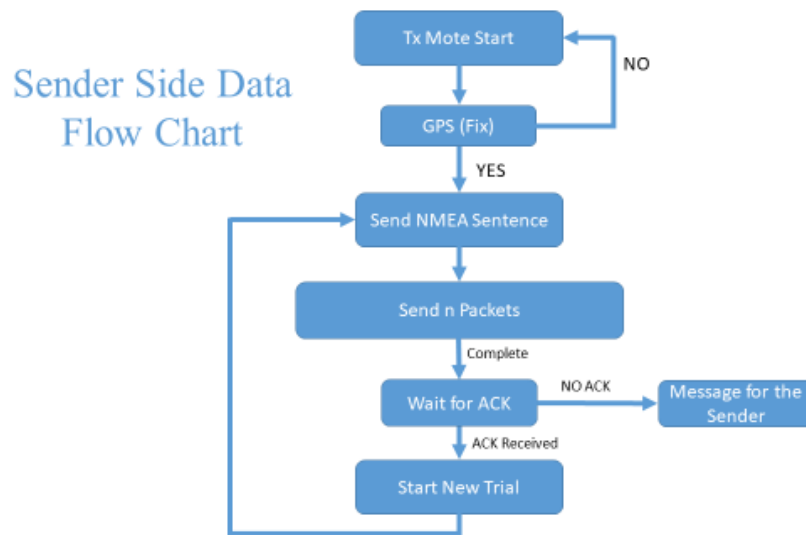 Sender Side Data
Flow Chart
Tx Mote Start
NO
GPS (Fix)
YES
Send NMEA Sentence
Send n Packets
Complete
Wait for ACK
NO ACK
Message for the
Sender
ACK Received
Start New Trial